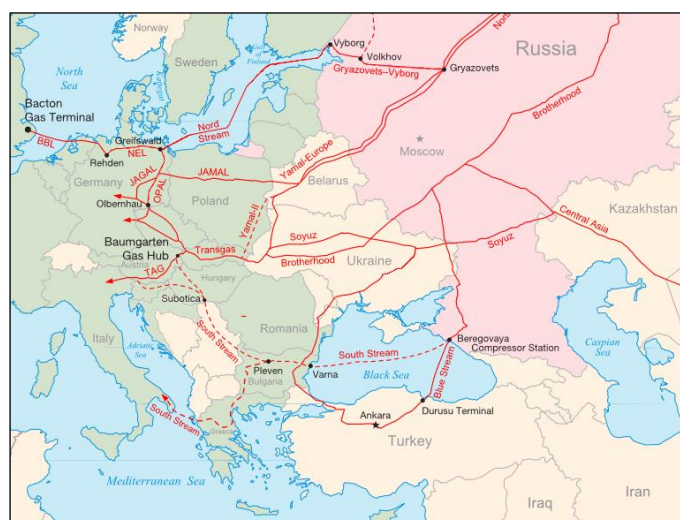 Norway
Vyborg
Volkhov
Nort
Russia
Sweden
Gulf
of
Finland
Gryazovets–Vyborg
Gryazovets
North
Sea
Kattegat
Brotherhood
Bacton
Gas Terminal
Greifswald
Nord
Stream
Moscow
BBL
NEL
Rehden
Yamal-Europe
Germany
JAGAL
OPAL
JAMAL
Belarus
Olbernhau
Poland
Yamal-II
Kazakhstan
Central Asia
Baumgarten
Gas Hub
Transgas
Soyuz
Soyuz
Brotherhood
Ukraine
Austria
TAG
Hungary
Subotica
Romania
Italy
Adriatic
Sea
South Stream
Beregovaya
Compressor Station
Caspian
Sea
Pleven
Bulgaria
Varna
South Stream
Black Sea
Blue Stream
South Stream
Greece
Ankara
Durusu Terminal
Turkey
Mediterranean Sea
Iraq
Iran